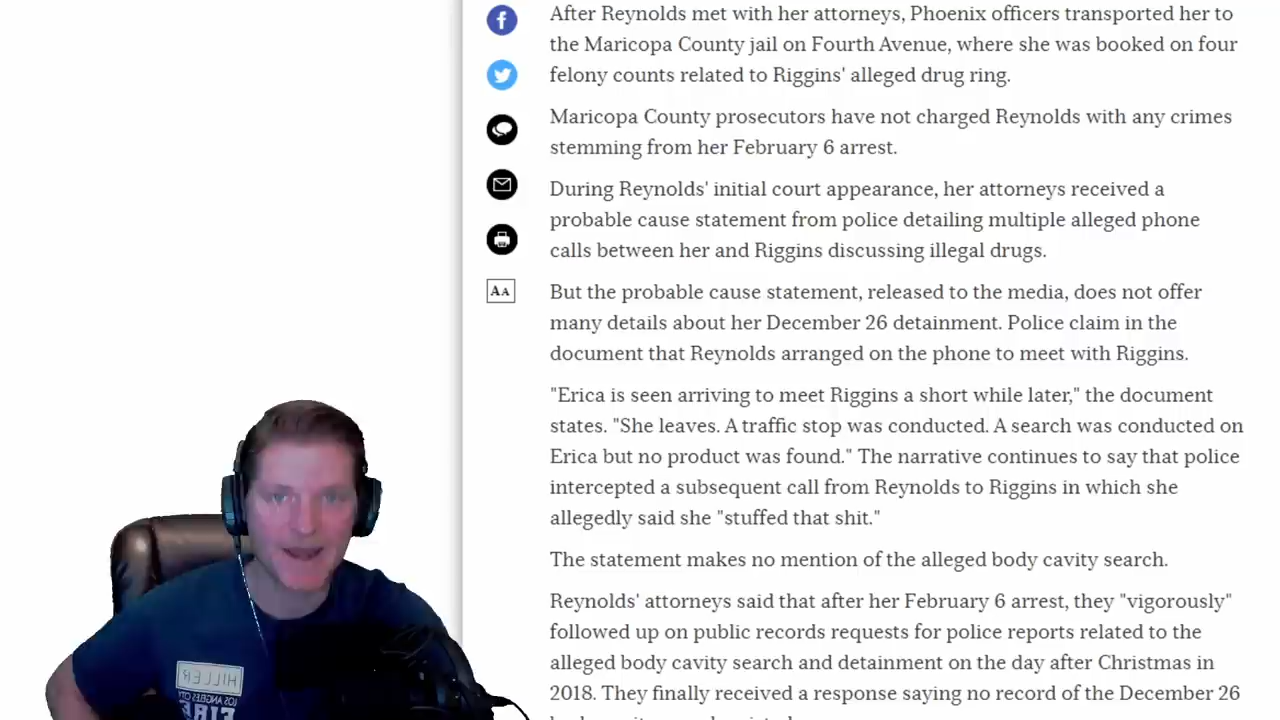 After Reynolds met with her attorneys, Phoenix officers transported her to
the Maricopa County jail on Fourth Avenue, where she was booked on four
felony counts related to Riggins' alleged drug ring.
Maricopa County prosecutors have not charged Reynolds with any crimes
stemming from her February 6 arrest.
During Reynolds' initial court appearance, her attorneys received a
probable cause statement from police detailing multiple alleged phone
calls between her and Riggins discussing illegal drugs.
AA
But the probable cause statement, released to the media, does not offer
many details about her December 26 detainment. Police claim in the
document that Reynolds arranged on the phone to meet with Riggins.
"Erica is seen arriving to meet Riggins a short while later," the document
states. "She leaves. A traffic stop was conducted. A search was conducted on
Erica but no product was found." The narrative continues to say that police
intercepted a subsequent call from Reynolds to Riggins in which she
allegedly said she "stuffed that shit."
The statement makes no mention of the alleged body cavity search.
Reynolds' attorneys said that after her February 6 arrest, they "vigorously"
followed up on public records requests for police reports related to the
alleged body cavity search and detainment on the day after Christmas in
2018. They finally received a response saying no record of the December 26
HILLER
LOS ANGELES CITY
FIRE